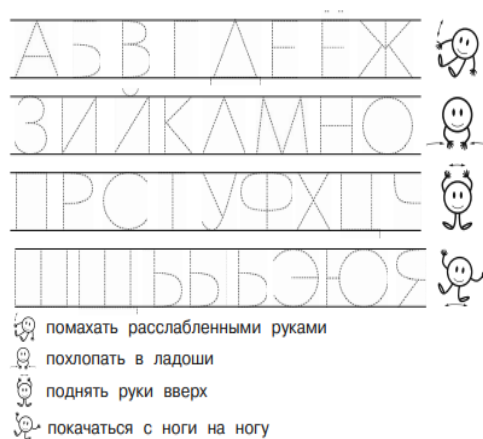 АБВГДЕЁЖ
ЗИЙКЛМНО
ПРСТУФХЦЧ
ШЩЪЫЬЭЮЯ
помахать расслабленными руками
похлопать в ладоши
поднять руки вверх
покачаться с ноги на ногу